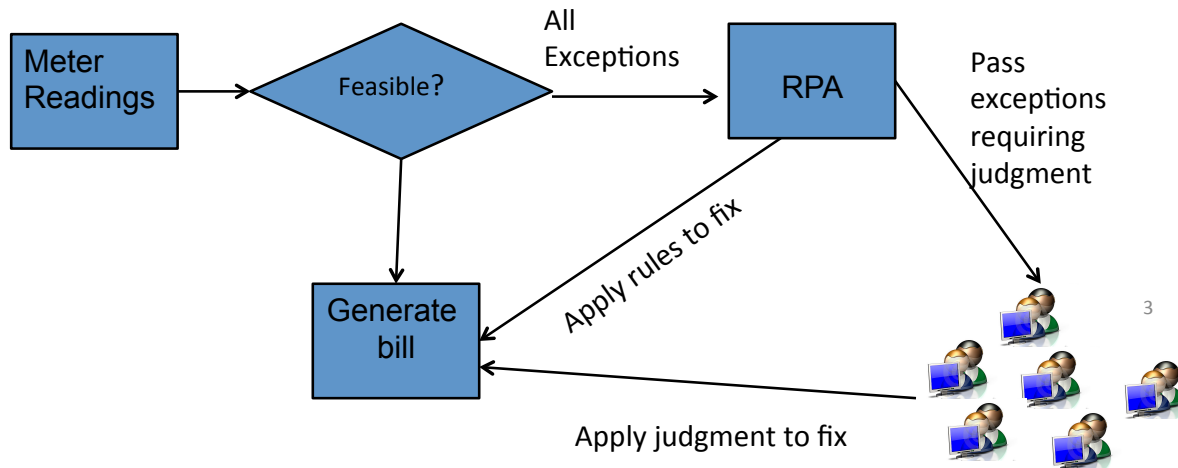 Meter
Readings
Feasible?
All
Exceptions
RPA
Pass
exceptions
requiring
judgment
Apply rules to fix
Generate
bill
3
Apply judgment to fix